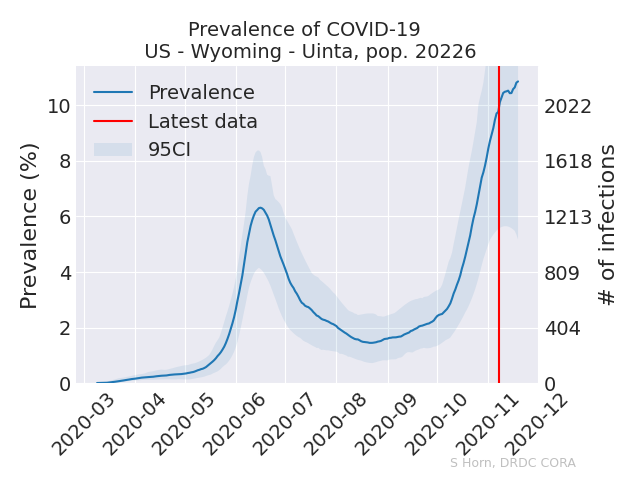 Prevalence of COVID-19
US - Wyoming - Uinta, pop. 20226
Prevalence
Latest data
95CI
Prevalence (%)
10
8
6
4
2
0
2022
1618
1213
809
404
0
# of infections
2020-03
2020-04
2020-05
2020-06
2020-07
2020-08
2020-09
2020-10
2020-11
2020-12
S Horn, DRDC CORA